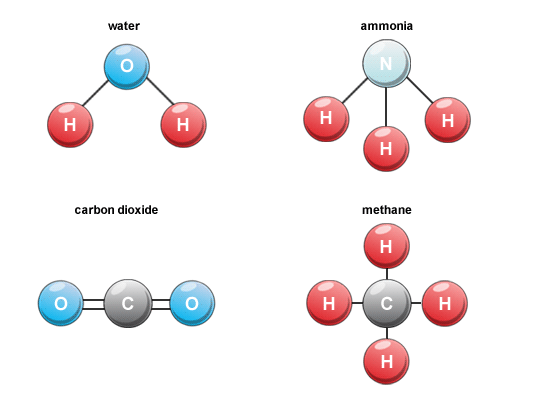 water
O
H H
ammonia
N
H H
H
carbon dioxide
O C O
methane
H
H C H
H